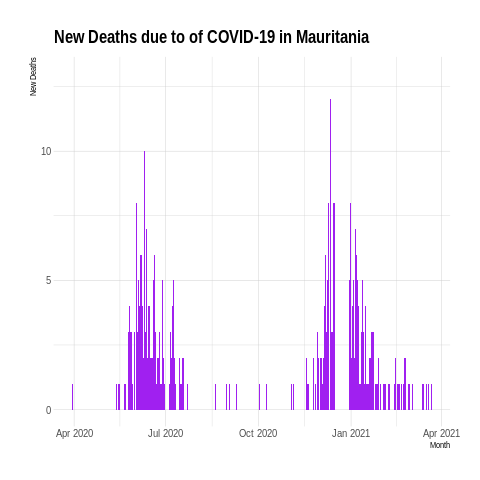 New Deaths due to of COVID-19 in Mauritania
New Deaths
10
5
0
Apr 2020 Jul 2020 Oct 2020 Jan 2021 Apr 2021
Month